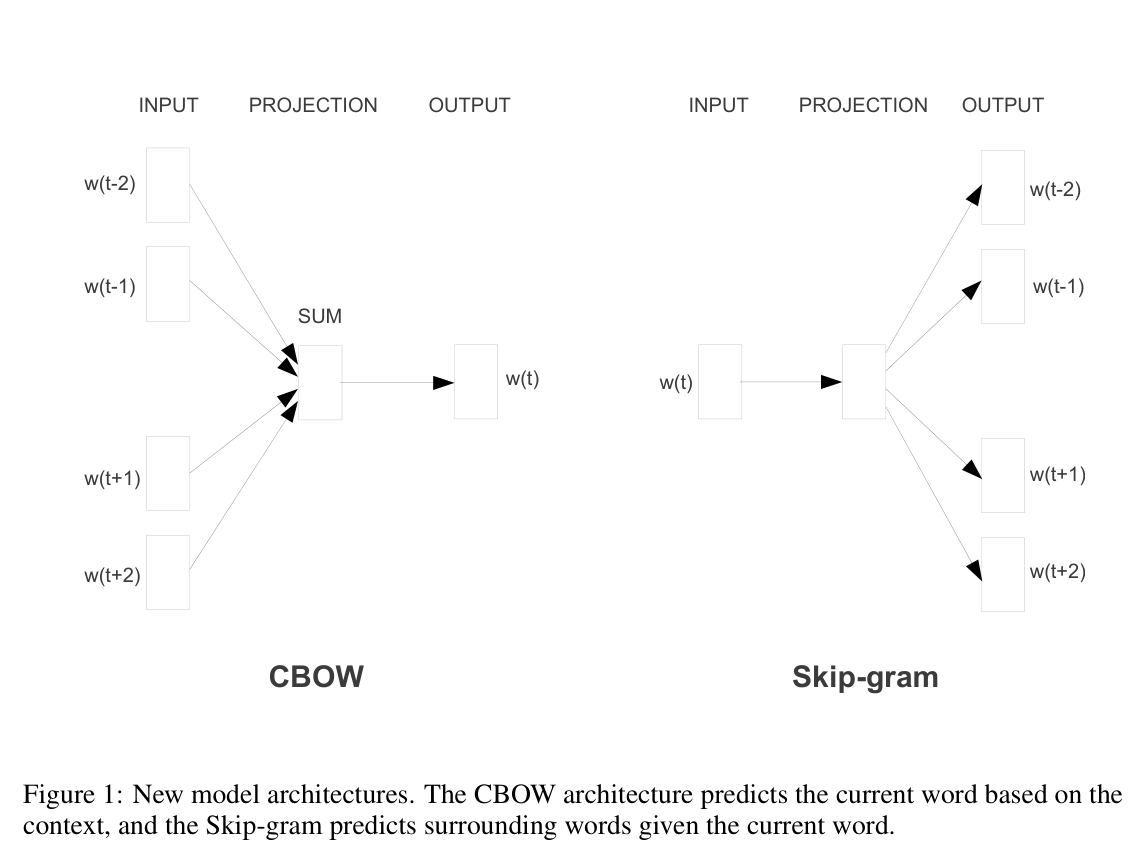 INPUT PROJECTION OUTPUT
w(t-2)
w(t-1)
SUM
w(t)
w(t+1)
w(t+2)
CBOW
INPUT PROJECTION OUTPUT
w(t-2)
w(t-1)
w(t)
w(t+1)
w(t+2)
Skip-gram
Figure 1: New model architectures. The CBOW architecture predicts the current word based on the
context, and the Skip-gram predicts surrounding words given the current word.